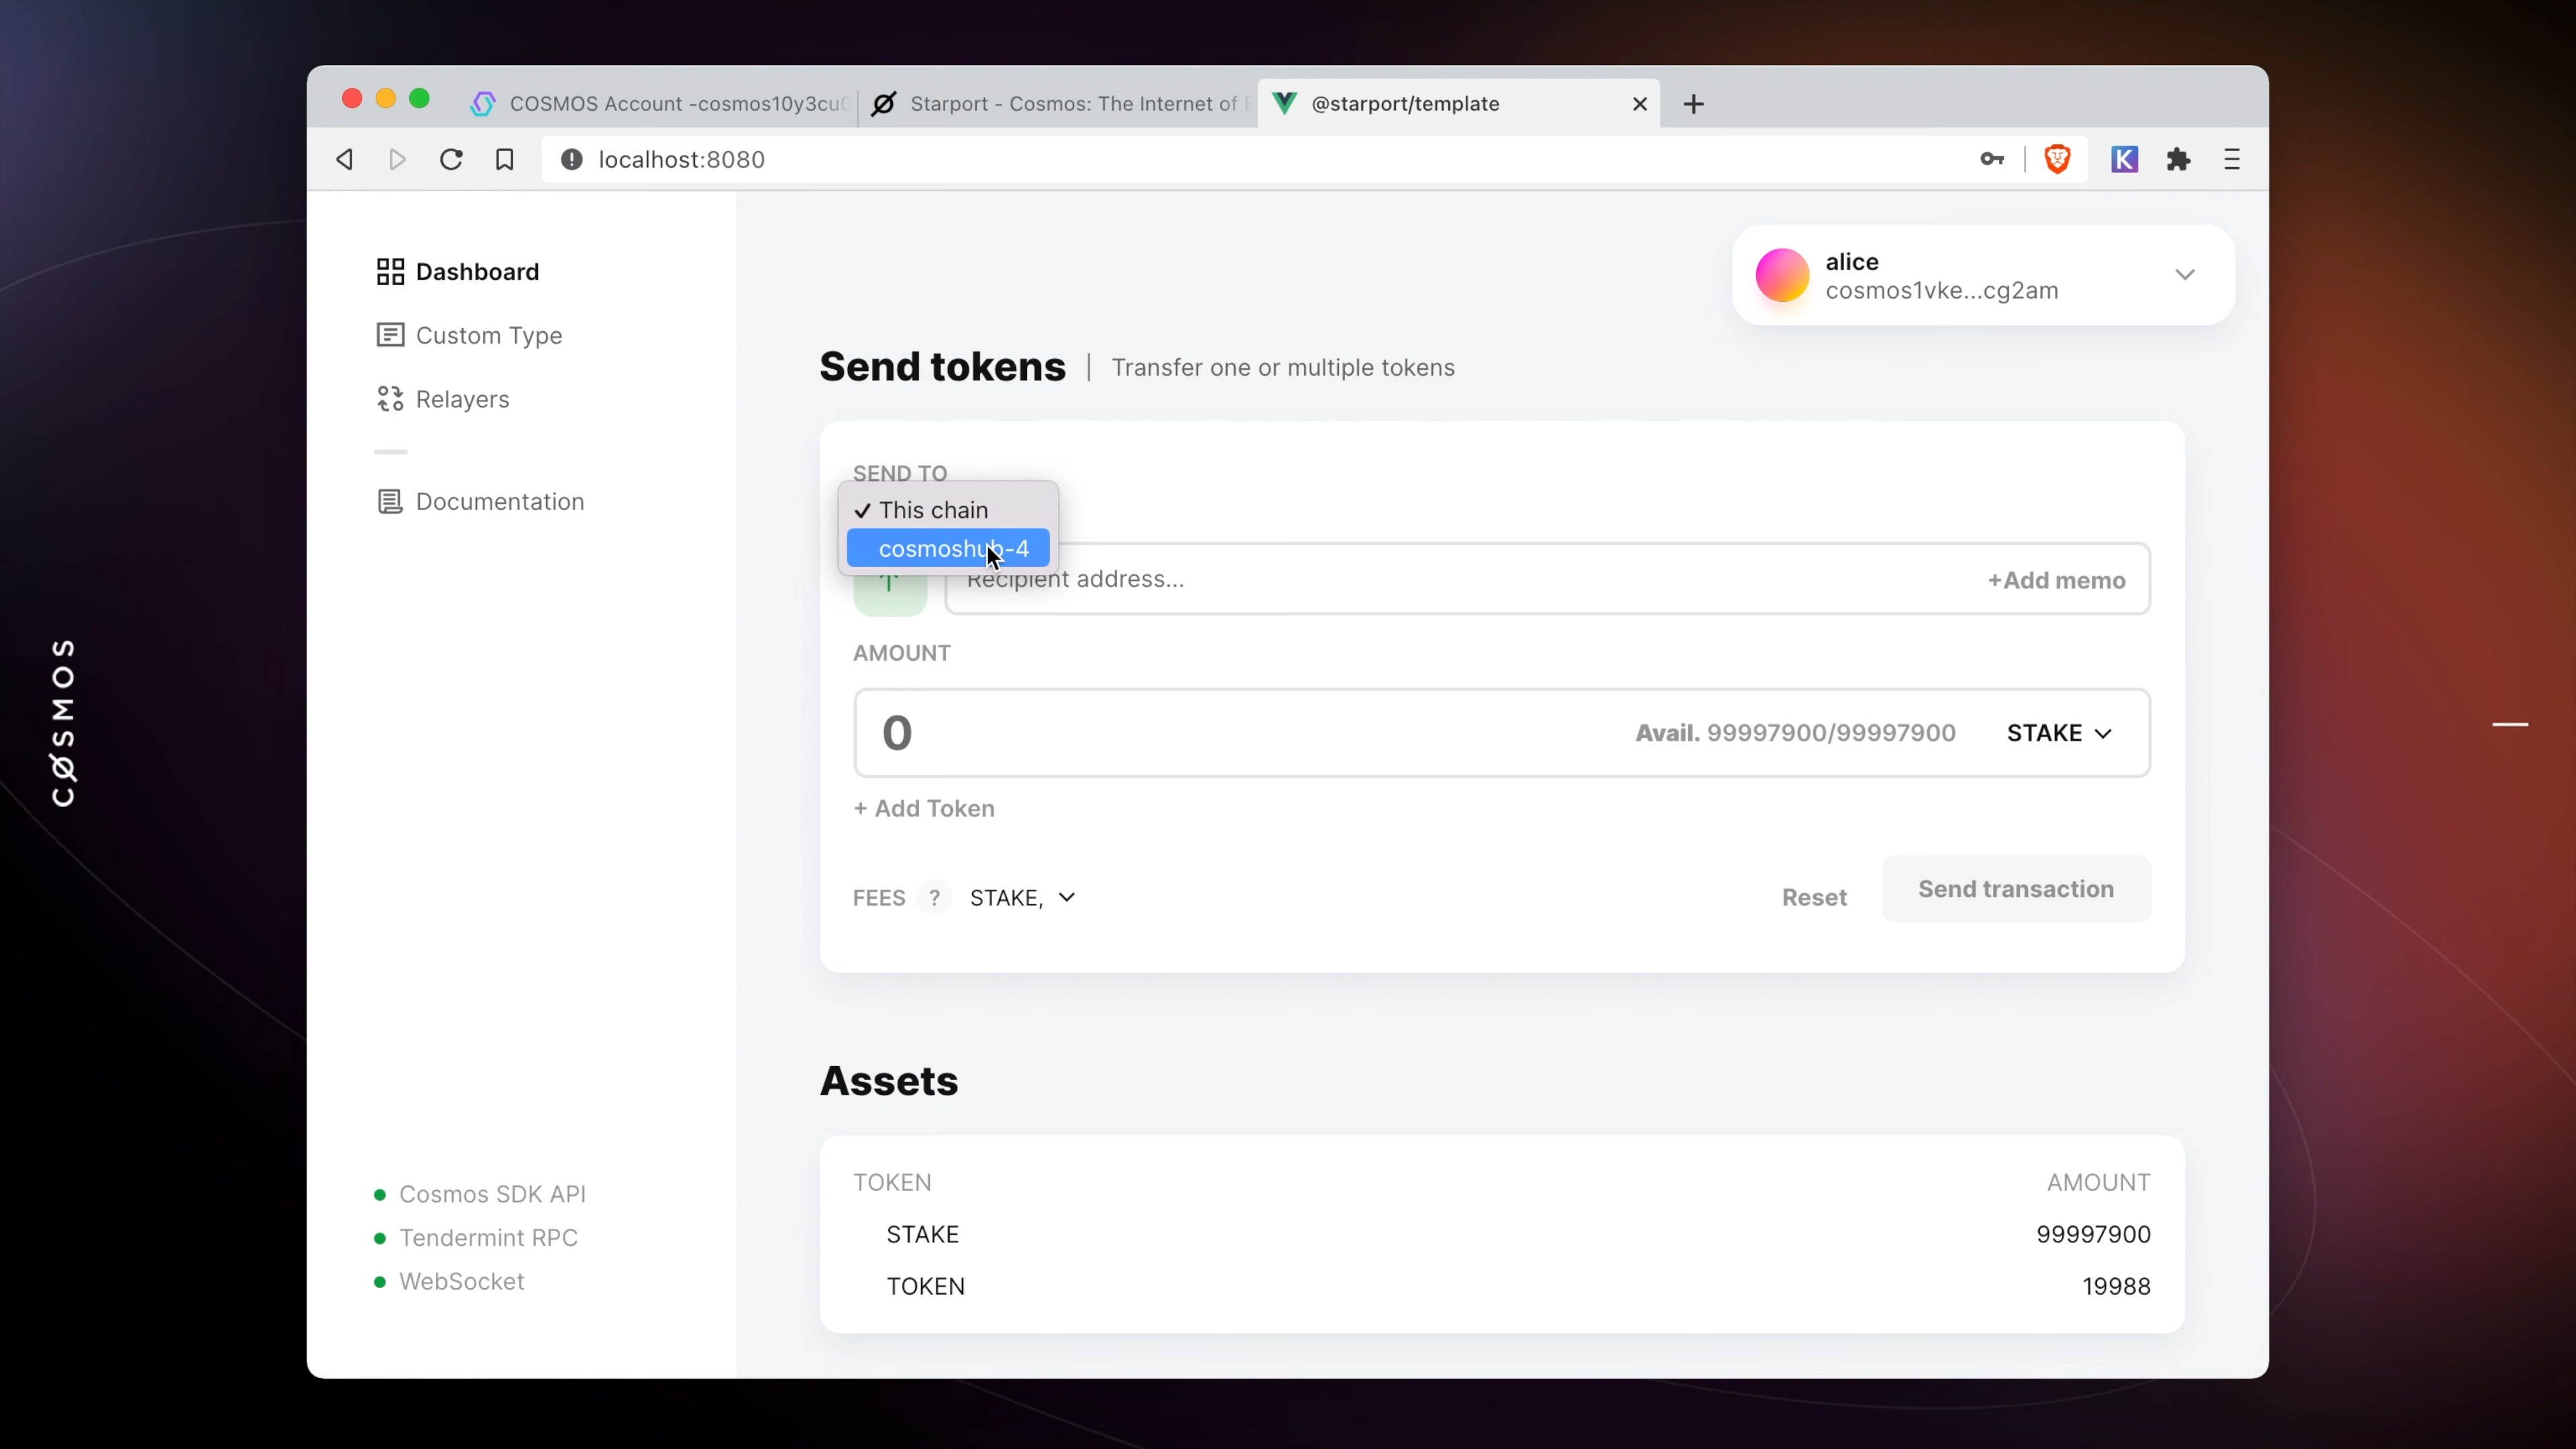 COSMOS Account -cosmos10y3cu
Starport - Cosmos: The Internet of
@starport/template
localhost:8080
K
Dashboard
Custom Type
Relayers
Documentation
alice
cosmos1vke...cg2am
Send tokens | Transfer one or multiple tokens
SEND TO
✓ This chain
cosmoshub-4
Recipient address...
+Add memo
AMOUNT
0
Avail. 99997900/99997900
STAKE
+ Add Token
FEES ? STAKE,
Reset
Send transaction
Assets
TOKEN AMOUNT
STAKE 99997900
TOKEN 19988
Cosmos SDK API
Tendermint RPC
WebSocket
COSMOS